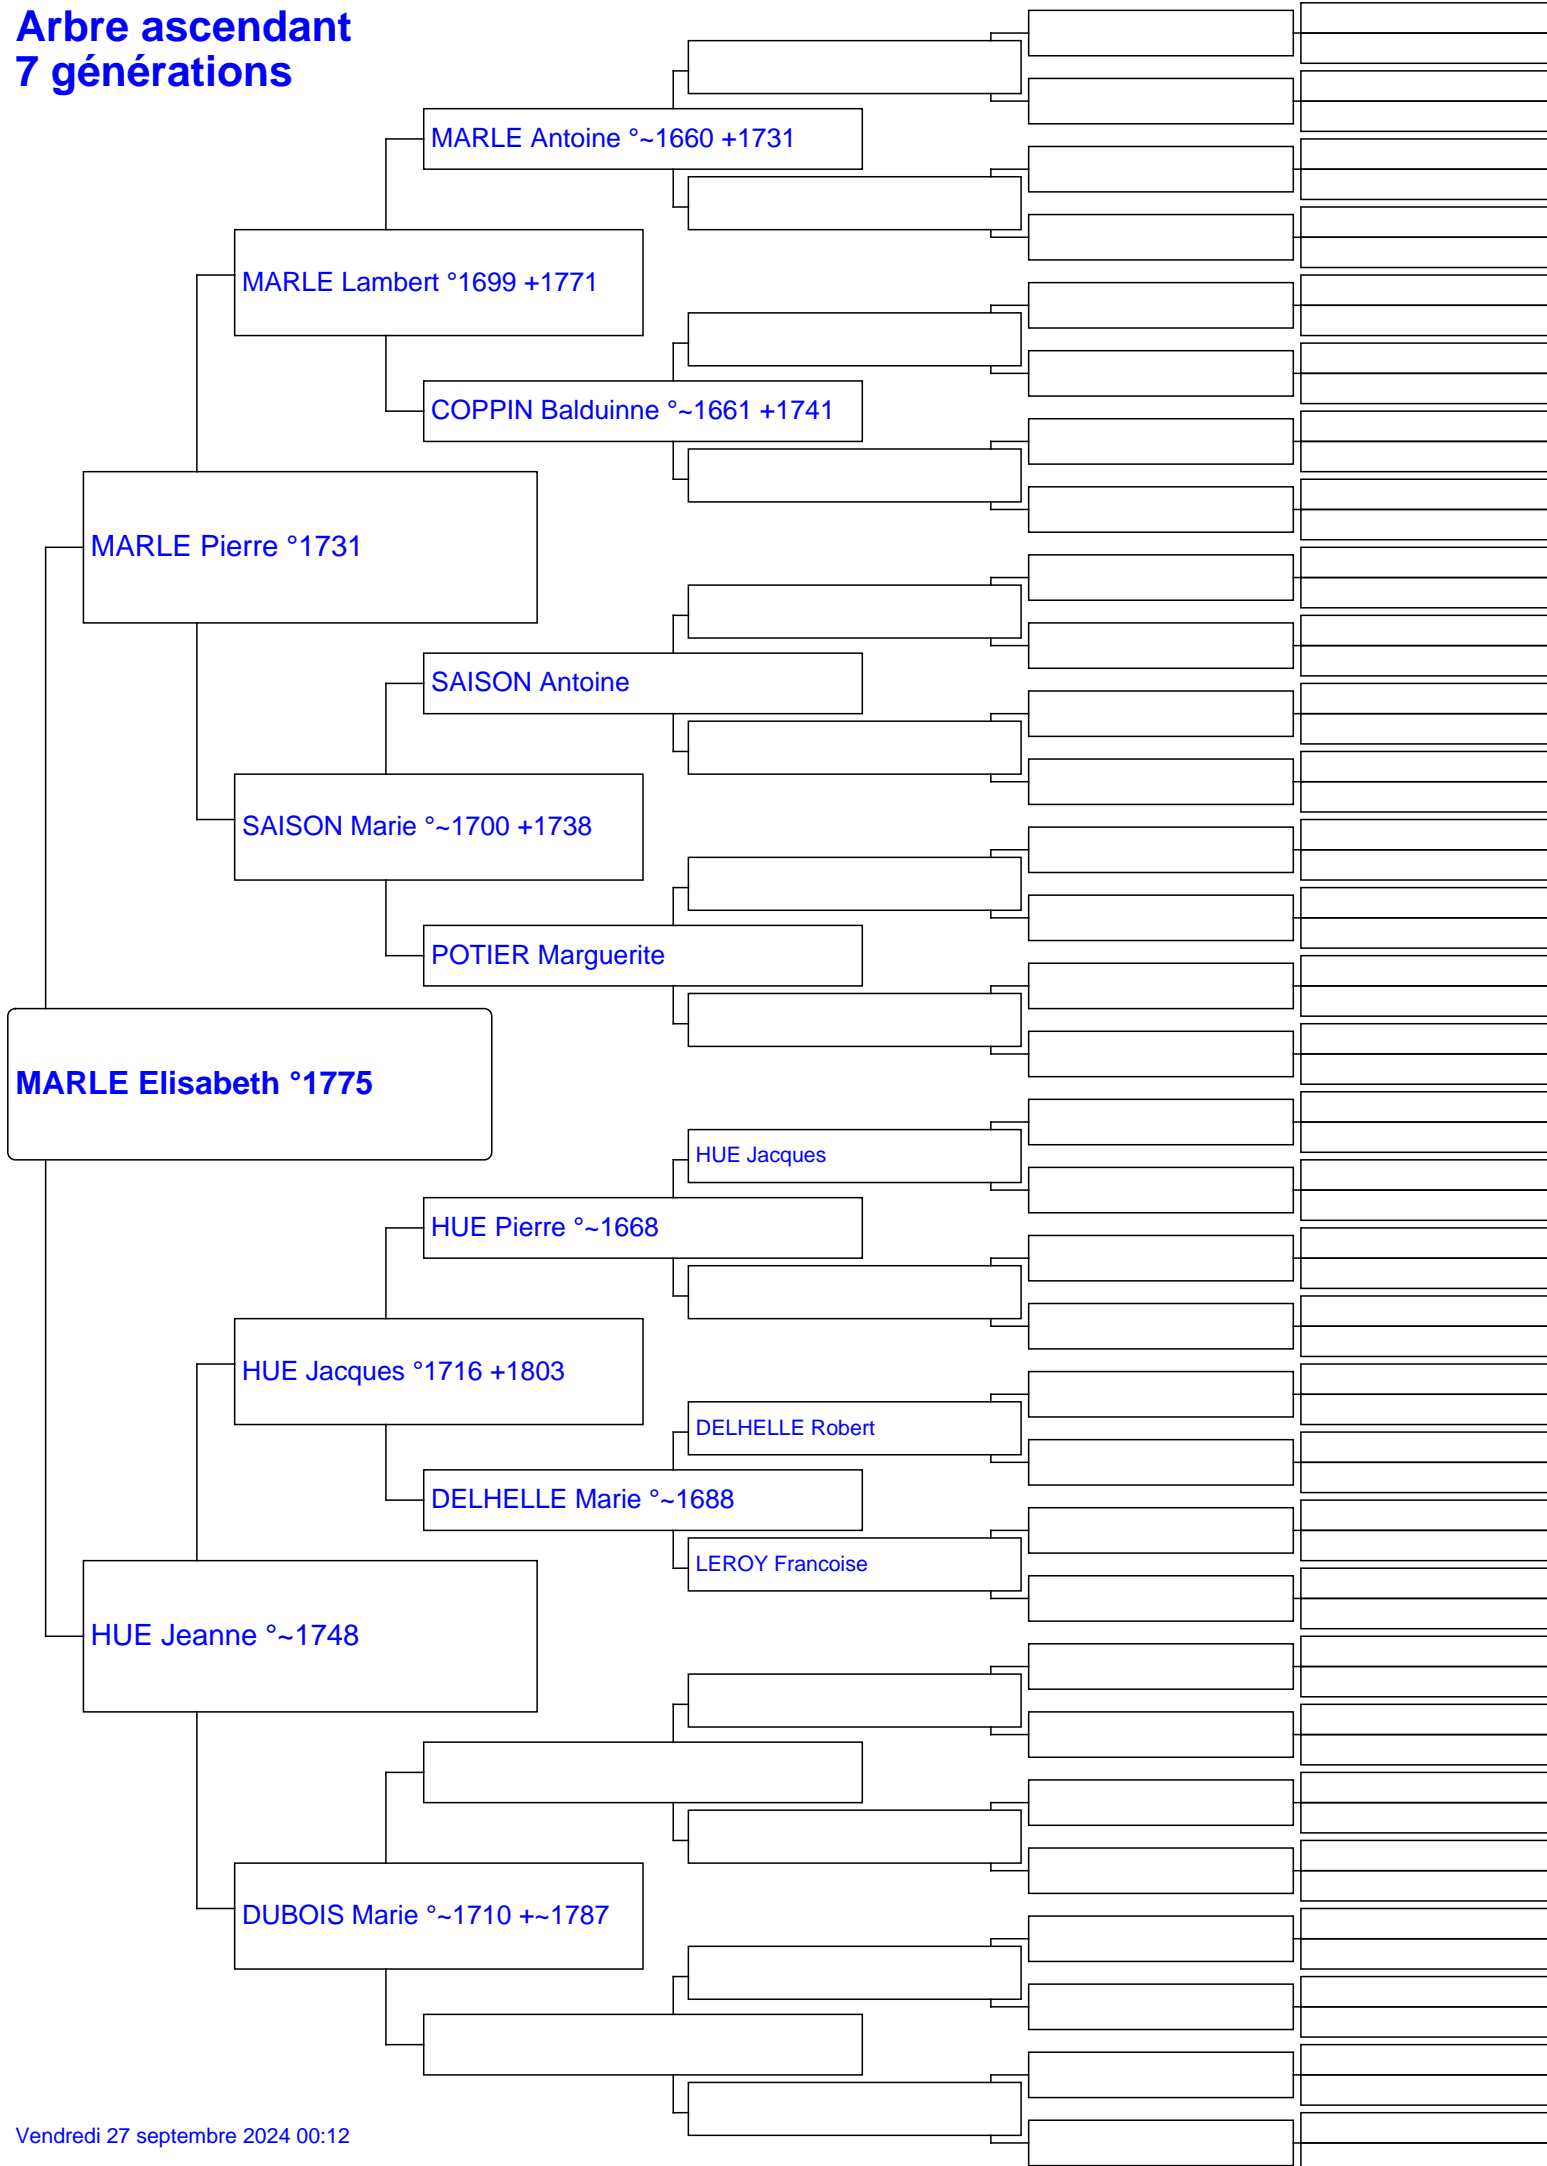 Arbre ascendant
7 générations
MARLE Antoine °~1660 +1731
MARLE Lambert °1699 +1771
COPPIN Balduinne °~1661 +1741
MARLE Pierre °1731
SAISON Antoine
SAISON Marie °~1700 +1738
POTIER Marguerite
MARLE Elisabeth °1775
HUE Jacques
HUE Pierre °~1668
HUE Jacques °1716 +1803
DELHELLE Robert
DELHELLE Marie °~1688
LEROY Francoise
HUE Jeanne °~1748
DUBOIS Marie °~1710 +~1787
Vendredi 27 septembre 2024 00:12